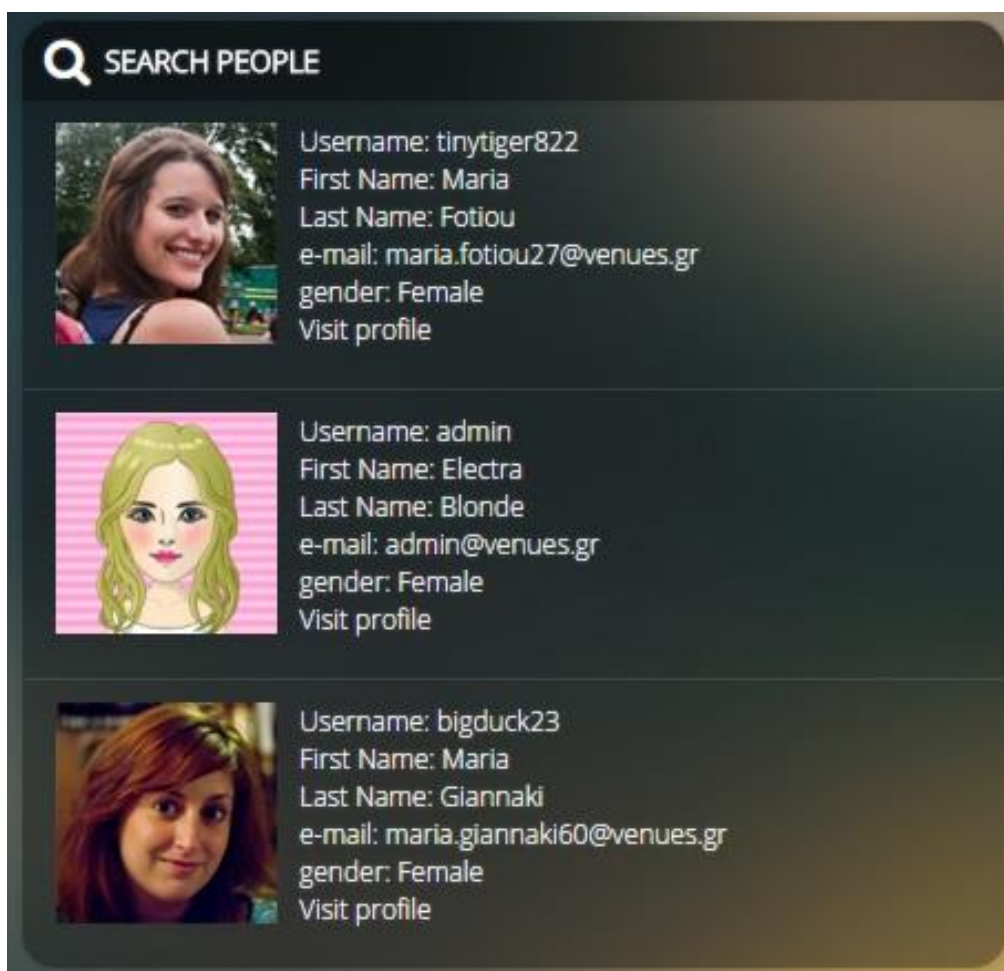 SEARCH PEOPLE
Username: tinytiger822
First Name: Maria
Last Name: Fotiou
e-mail: maria.fotiou27@venues.gr
gender: Female
Visit profile
Username: admin
First Name: Electra
Last Name: Blonde
e-mail: admin@venues.gr
gender: Female
Visit profile
Username: bigduck23
First Name: Maria
Last Name: Giannaki
e-mail: maria.giannaki60@venues.gr
gender: Female
Visit profile